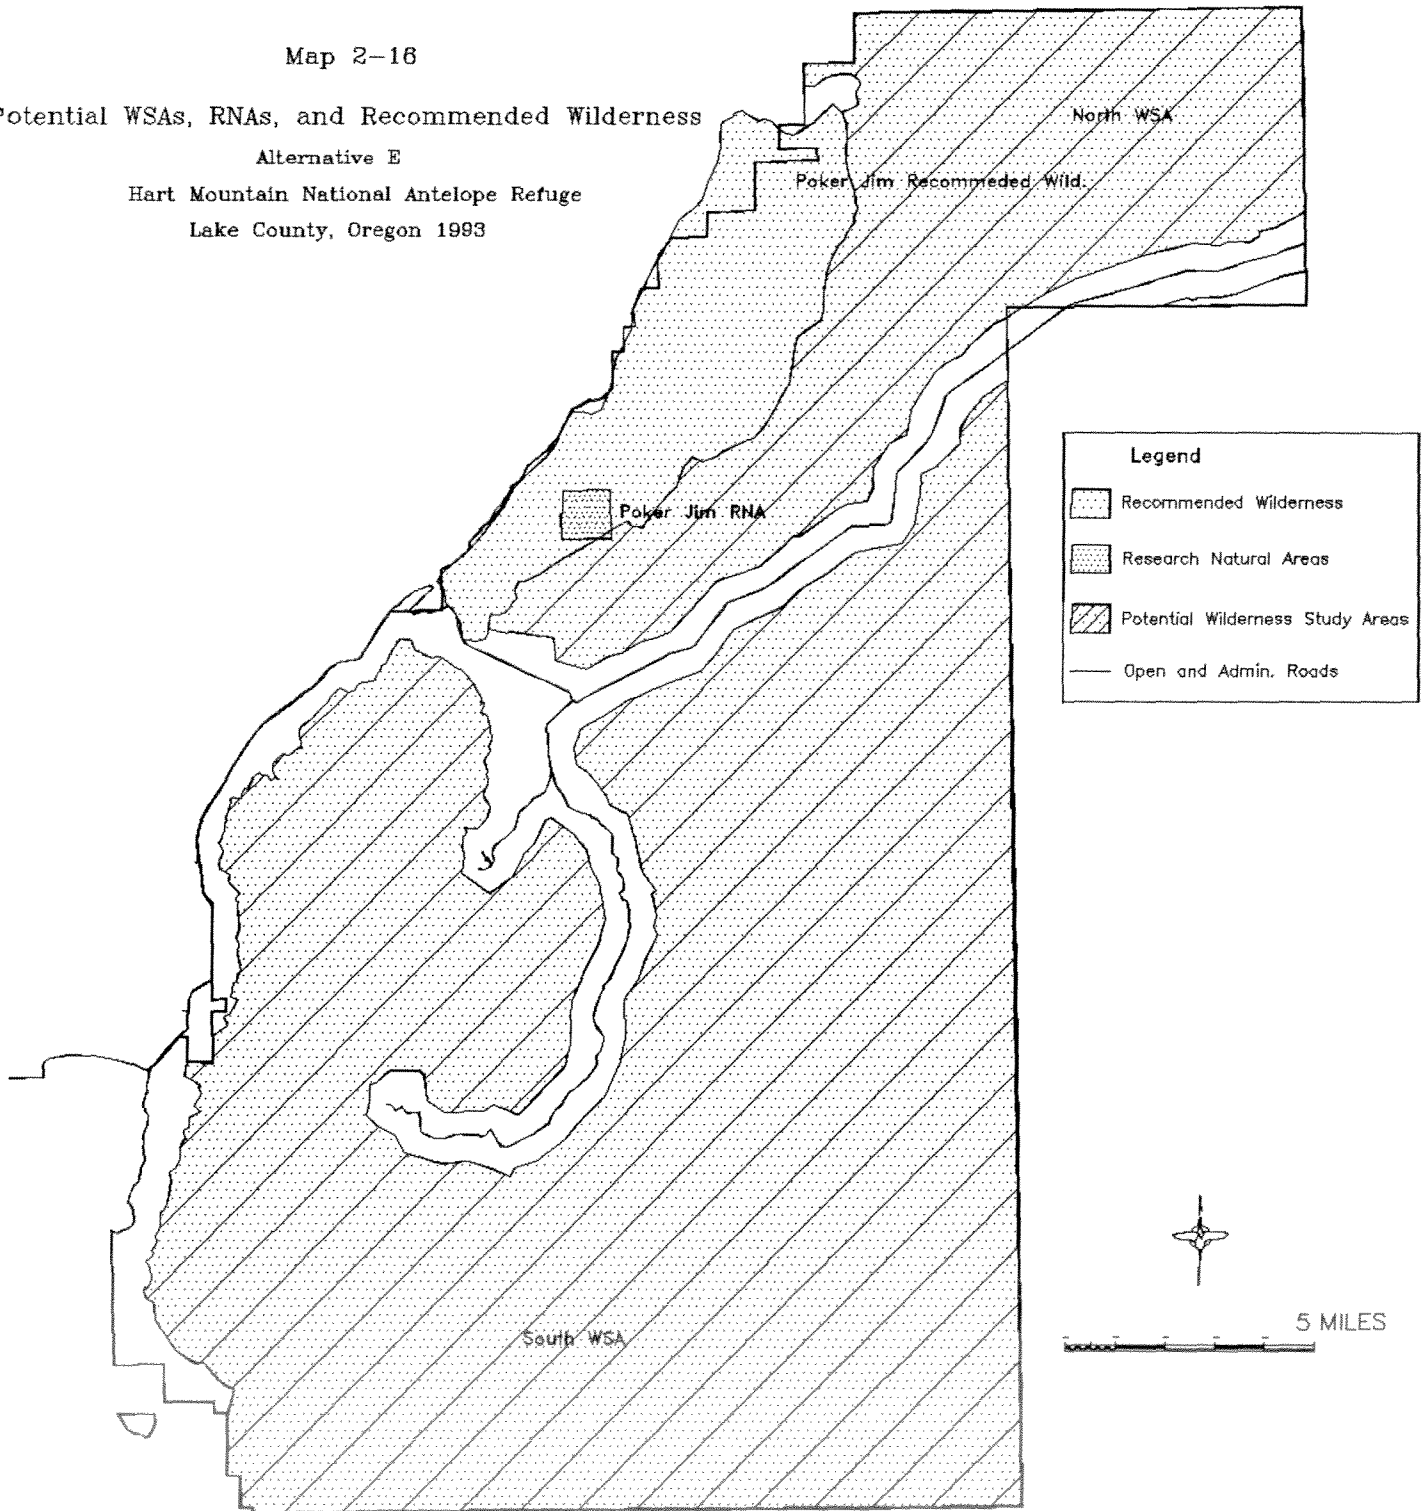 Map 2-16
Potential WSAs, RNAs, and Recommended Wilderness
Alternative E
Hart Mountain National Antelope Refuge
Lake County, Oregon 1993
North WSA
Poker Jim Recommeded Wild.
Poker Jim RNA
Legend
Recommended Wilderness
Research Natural Areas
Potential Wilderness Study Areas
Open and Admin. Roads
5 MILES
South WSA